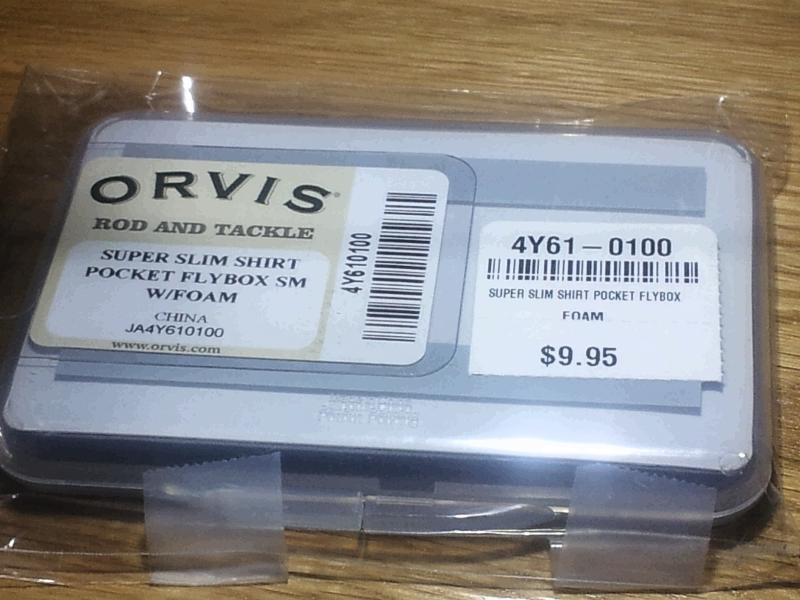 ORVIS
ROD AND TACKLE
SUPER SLIM SHIRT
POCKET FLYBOX SM
W/FOAM
CHINA
JA4Y610100
www.orvis.com
4Y610100
4Y61-0100
SUPER SLIM SHIRT POCKET FLYBOX
FOAM
$9.95